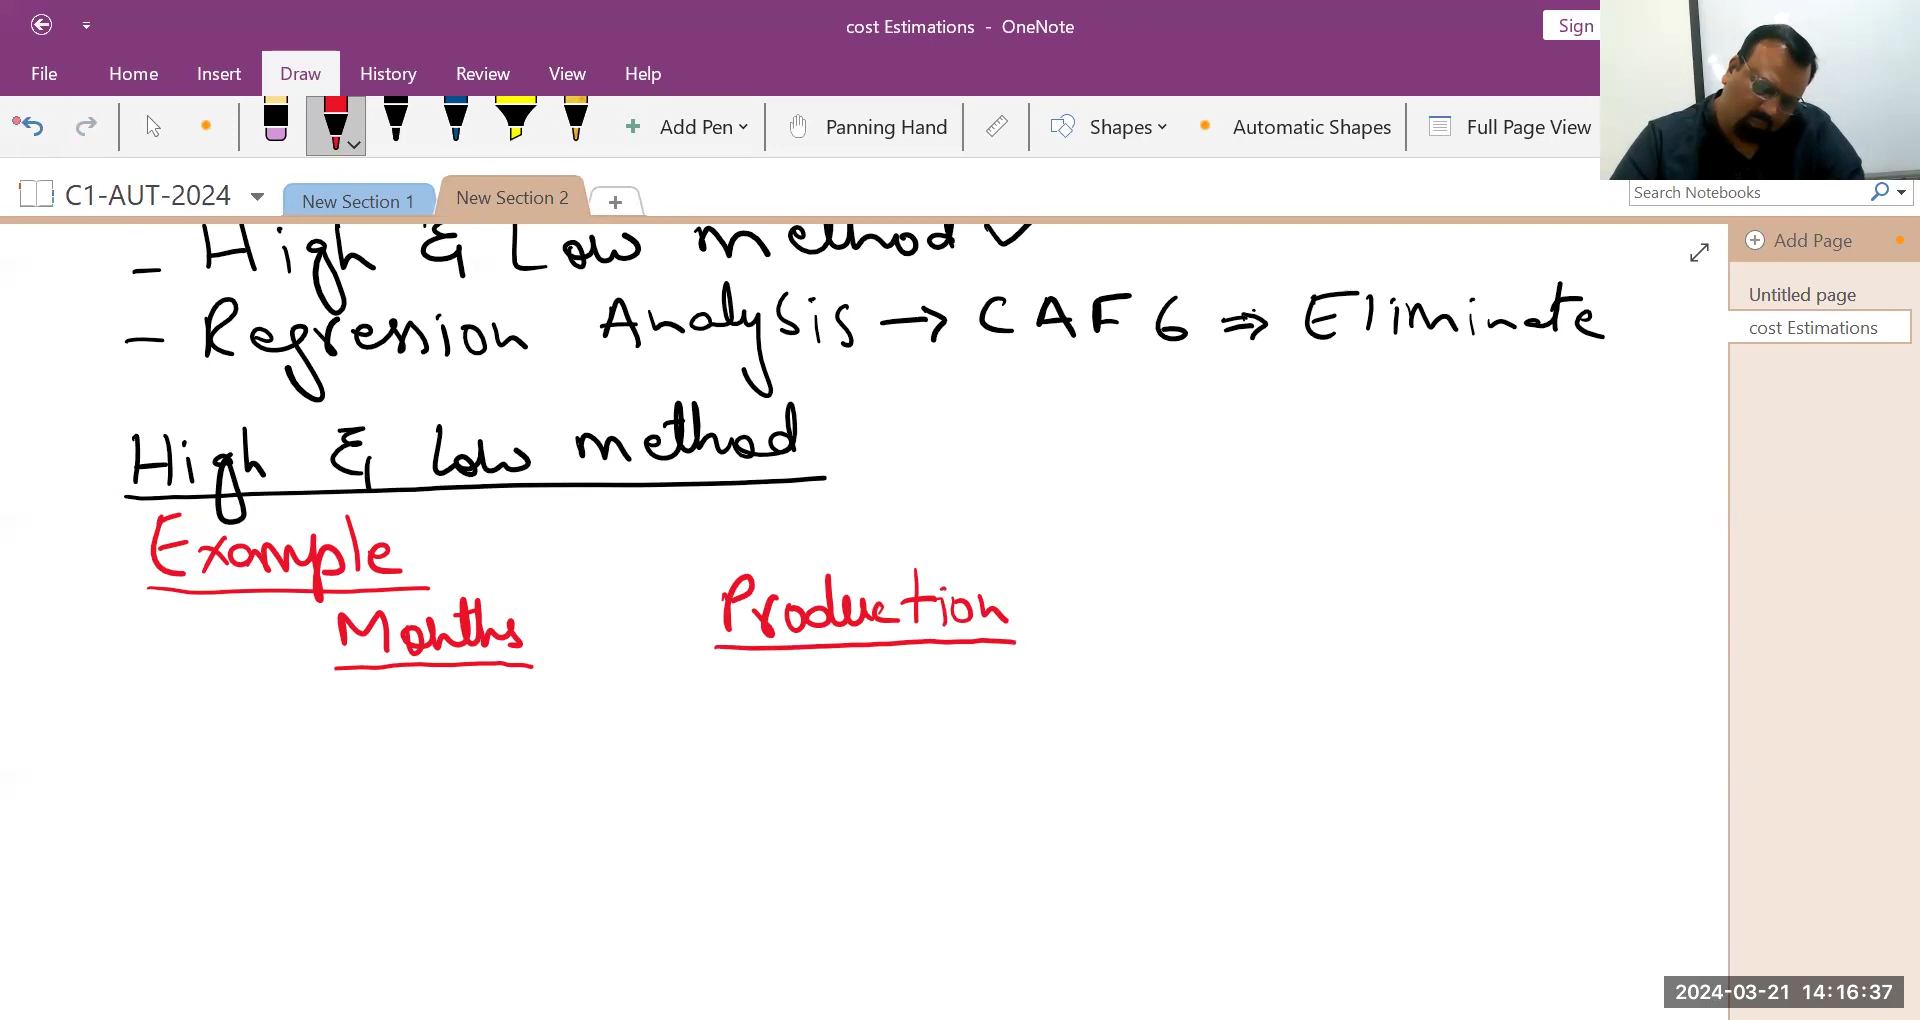 cost Estimations - OneNote
Sign
File Home Insert Draw History Review View Help
Add Pen Panning Hand Shapes Automatic Shapes Full Page View
C1-AUT-2024 New Section 1 New Section 2 +
Search Notebooks
Add Page
Untitled page
cost Estimations
- High & Low method ✓
- Regression Analysis → CAF 6 ⇒ Eliminate
High & Low method
Example
Months Production
2024-03-21 14:16:37